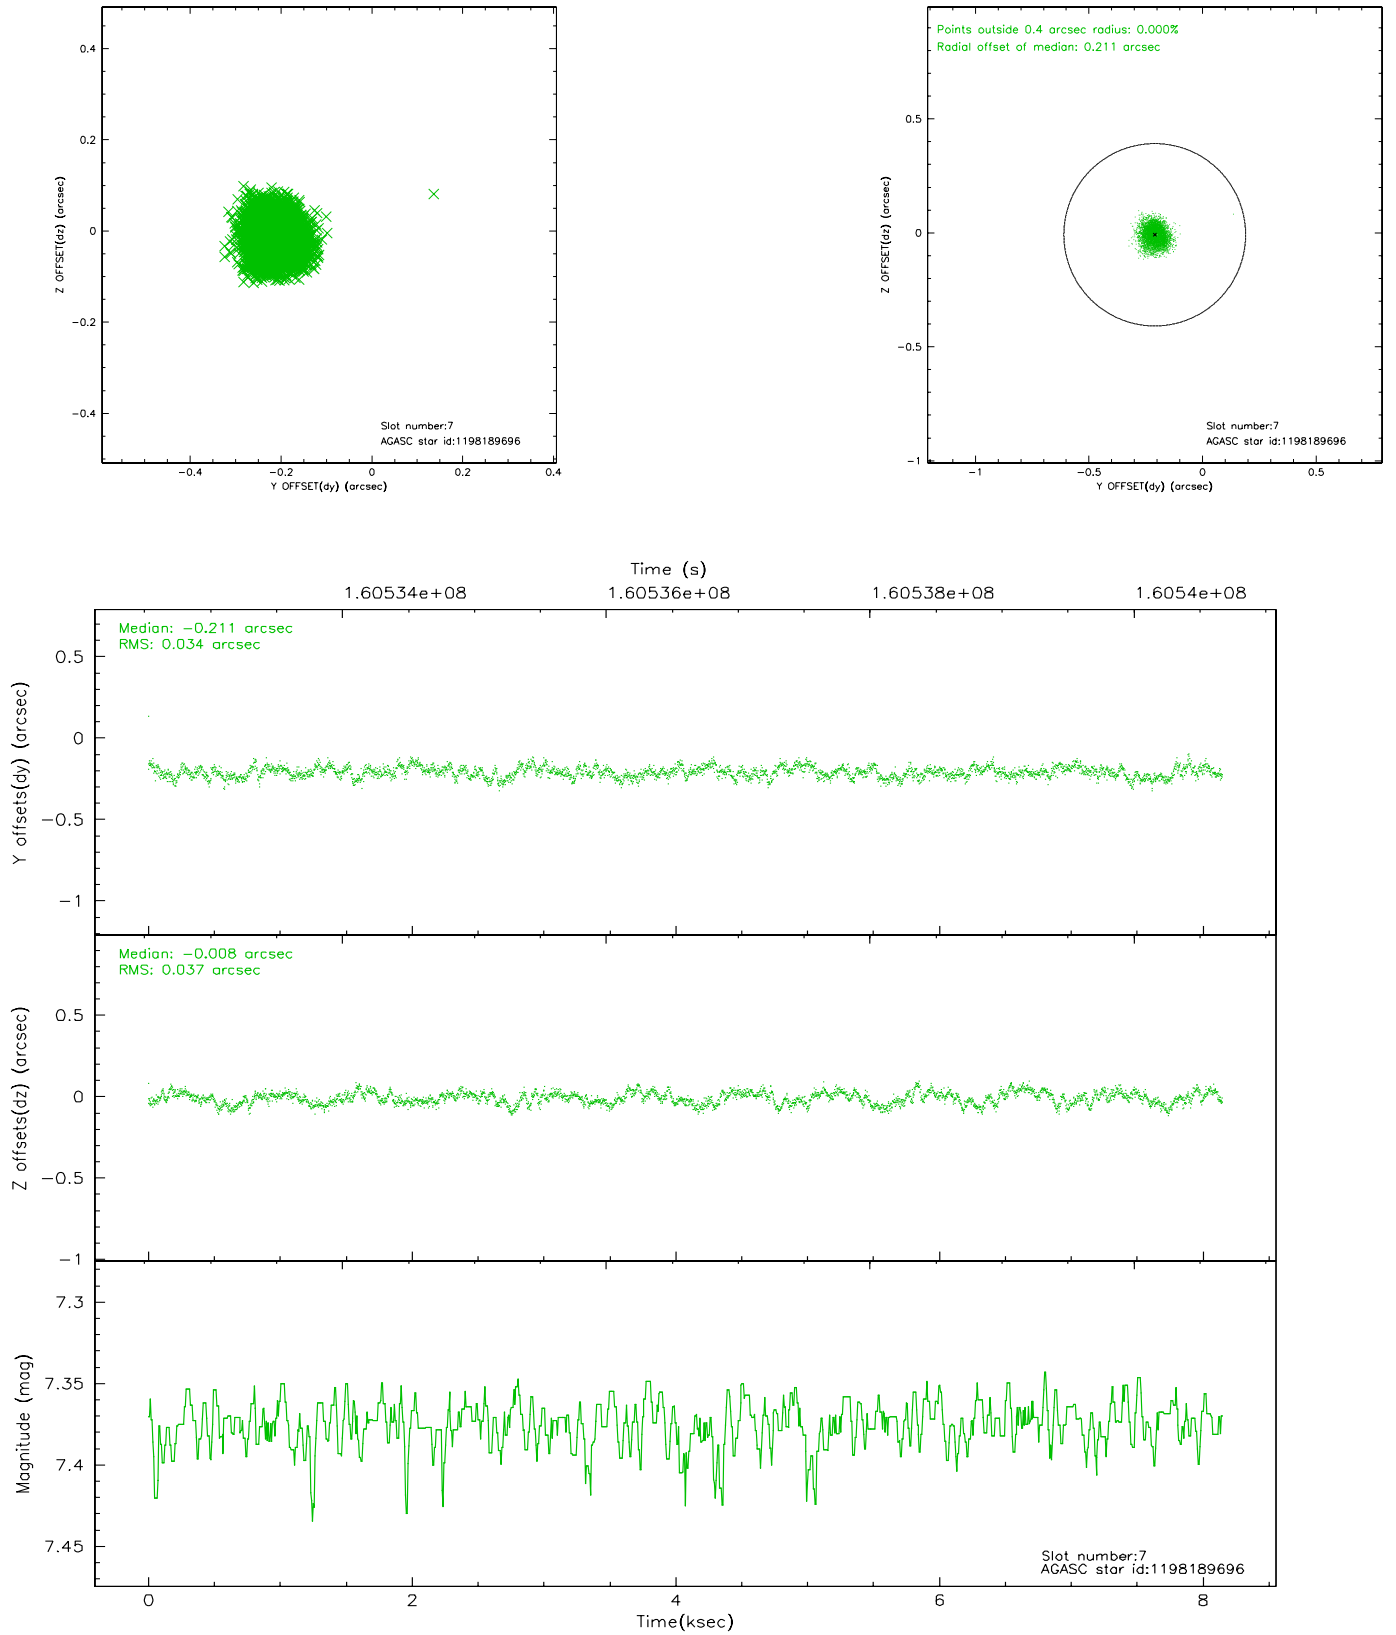 0.4
0.2
0
−0.2
−0.4
Z OFFSET(dz) (arcsec)
Slot number:7
AGASC star id:1198189696
−0.4
−0.2
0
0.2
0.4
Y OFFSET(dy) (arcsec)
Points outside 0.4 arcsec radius: 0.000%
Radial offset of median: 0.211 arcsec
0.5
0
−0.5
−1
Z OFFSET(dz) (arcsec)
Slot number:7
AGASC star id:1198189696
−1
−0.5
0
0.5
Y OFFSET(dy) (arcsec)
Time (s)
1.60534e+08
1.60536e+08
1.60538e+08
1.6054e+08
Median: −0.211 arcsec
RMS: 0.034 arcsec
0.5
0
−0.5
−1
Y offsets(dy) (arcsec)
Median: −0.008 arcsec
RMS: 0.037 arcsec
0.5
0
−0.5
−1
Z offsets(dz) (arcsec)
7.3
7.35
7.4
7.45
Magnitude (mag)
Slot number:7
AGASC star id:1198189696
0
2
4
6
8
Time(ksec)